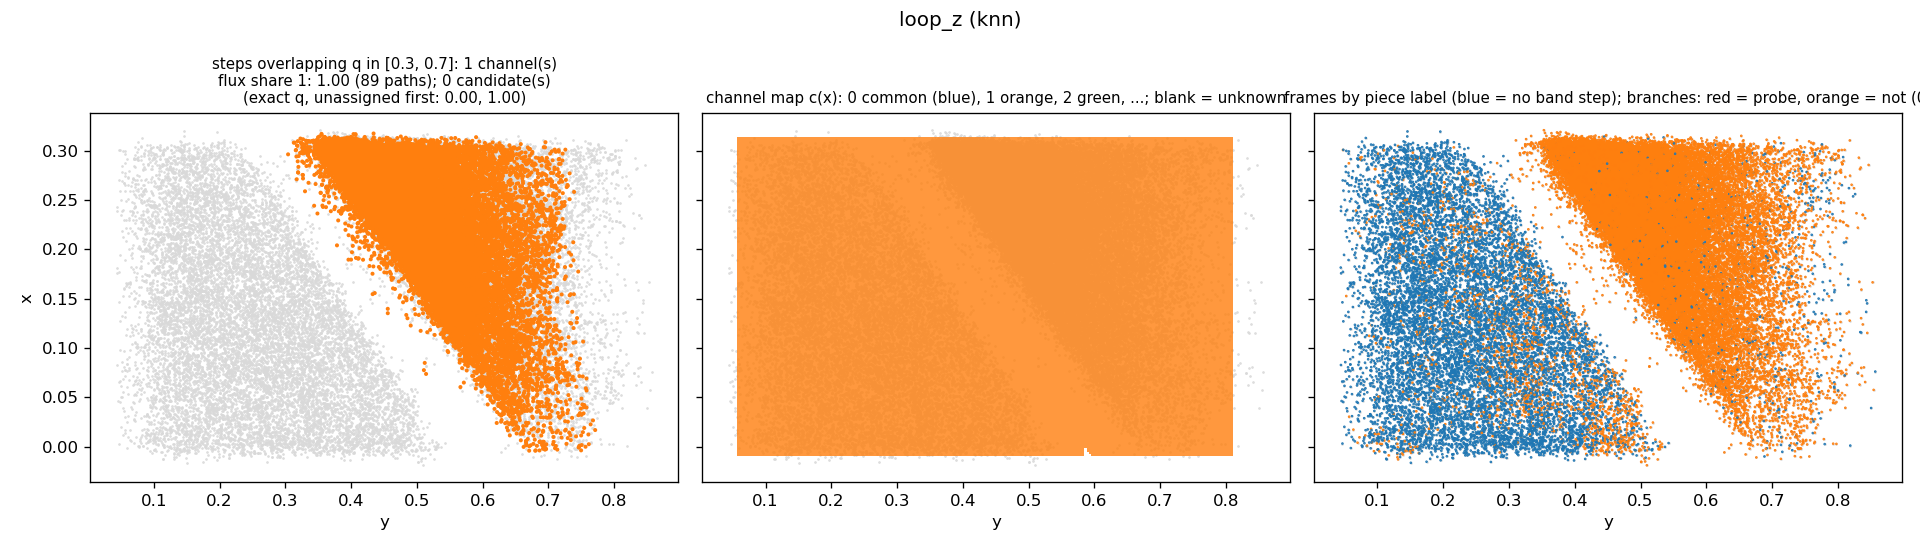 loop_z (knn)
steps overlapping q in [0.3, 0.7]: 1 channel(s)
flux share 1: 1.00 (89 paths); 0 candidate(s)
(exact q, unassigned first: 0.00, 1.00)
channel map c(x): 0 common (blue), 1 orange, 2 green, ...; blank = unknown
frames by piece label (blue = no band step); branches: red = probe, orange = not (
x
0.30
0.25
0.20
0.15
0.10
0.05
0.00
0.1 0.2 0.3 0.4 0.5 0.6 0.7 0.8
y
0.1 0.2 0.3 0.4 0.5 0.6 0.7 0.8
y
0.1 0.2 0.3 0.4 0.5 0.6 0.7 0.8
y